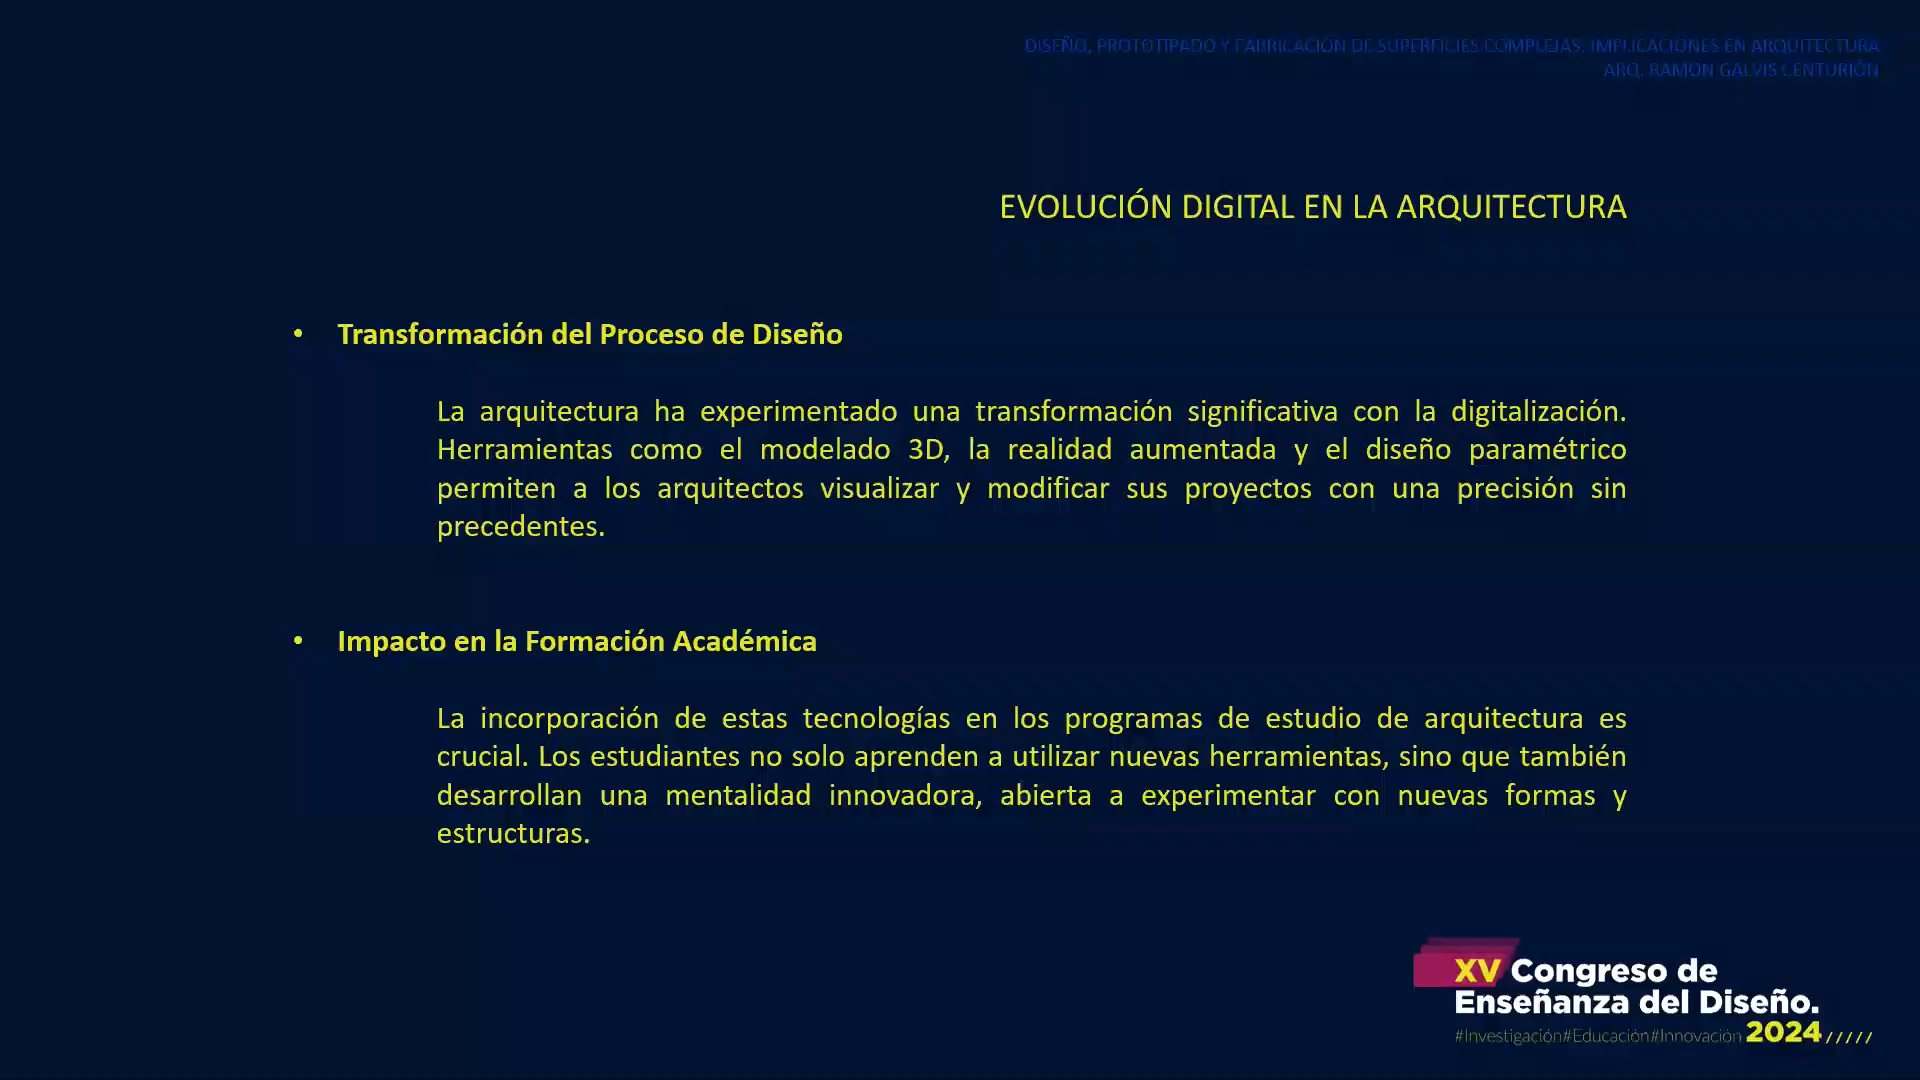 DISEÑO, PROTOTIPADO Y FABRICACIÓN DE SUPERFICIES COMPLEJAS. IMPLICACIONES EN ARQUITECTURA
ARQ. RAMÓN GALVIS CENTURIÓN
EVOLUCIÓN DIGITAL EN LA ARQUITECTURA
• Transformación del Proceso de Diseño
La arquitectura ha experimentado una transformación significativa con la digitalización.
Herramientas como el modelado 3D, la realidad aumentada y el diseño paramétrico
permiten a los arquitectos visualizar y modificar sus proyectos con una precisión sin
precedentes.
• Impacto en la Formación Académica
La incorporación de estas tecnologías en los programas de estudio de arquitectura es
crucial. Los estudiantes no solo aprenden a utilizar nuevas herramientas, sino que también
desarrollan una mentalidad innovadora, abierta a experimentar con nuevas formas y
estructuras.
XV Congreso de
Enseñanza del Diseño.
#Investigación#Educación#Innovación 2024/////